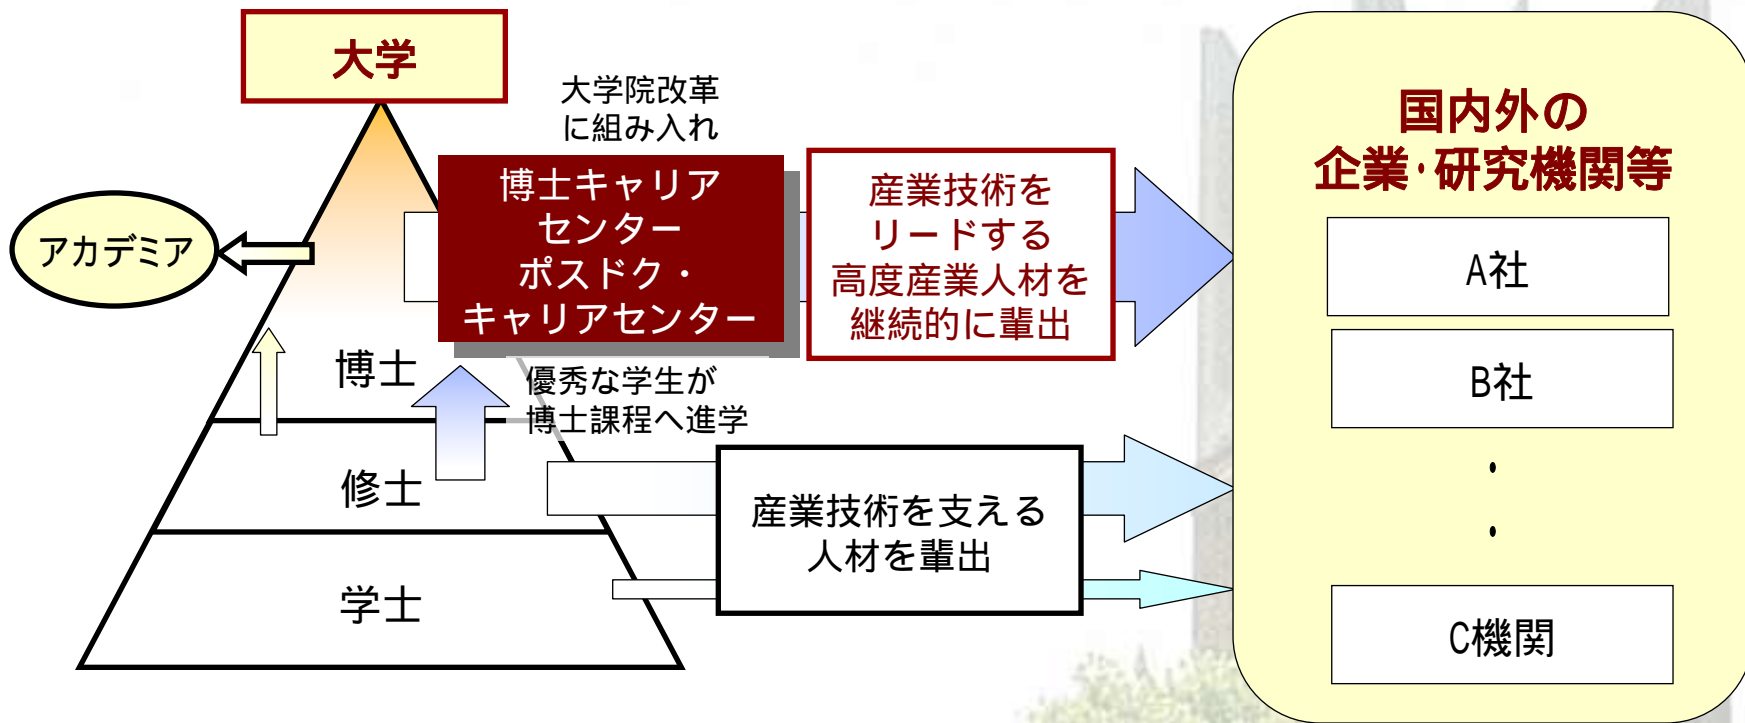 大学
大学院改革
に組み入れ
博士キャリア
センター
ポスドク・
キャリアセンター
産業技術を
リードする
高度産業人材を
継続的に輩出
アカデミア
博士
優秀な学生が
博士課程へ進学
修士
産業技術を支える
人材を輩出
学士
国内外の
企業・研究機関等
A社
B社
・
・
C機関